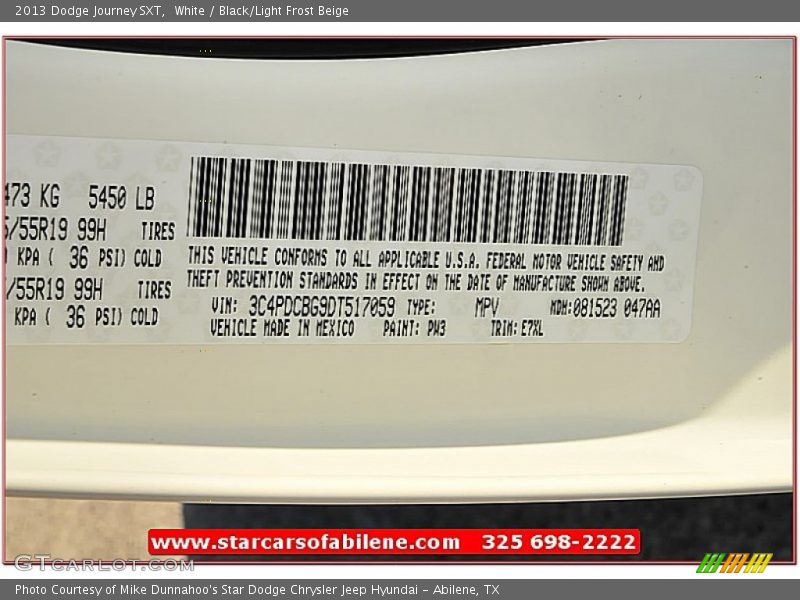 2013 Dodge Journey SXT, White / Black/Light Frost Beige
473 KG 5450 LB
/55R19 99H TIRES
KPA ( 36 PSI) COLD
/55R19 99H TIRES
KPA ( 36 PSI) COLD
THIS VEHICLE CONFORMS TO ALL APPLICABLE U.S.A. FEDERAL MOTOR VEHICLE SAFETY AND
THEFT PREVENTION STANDARDS IN EFFECT ON THE DATE OF MANUFACTURE SHOWN ABOVE.
VIN: 3C4PDCBG9DT517059 TYPE: MPV MDH:081523 047AA
VEHICLE MADE IN MEXICO PAINT: PW3 TRIM: E7XL
www.starcarsofabilene.com 325 698-2222
GTcarlot.com
Photo Courtesy of Mike Dunnahoo's Star Dodge Chrysler Jeep Hyundai - Abilene, TX